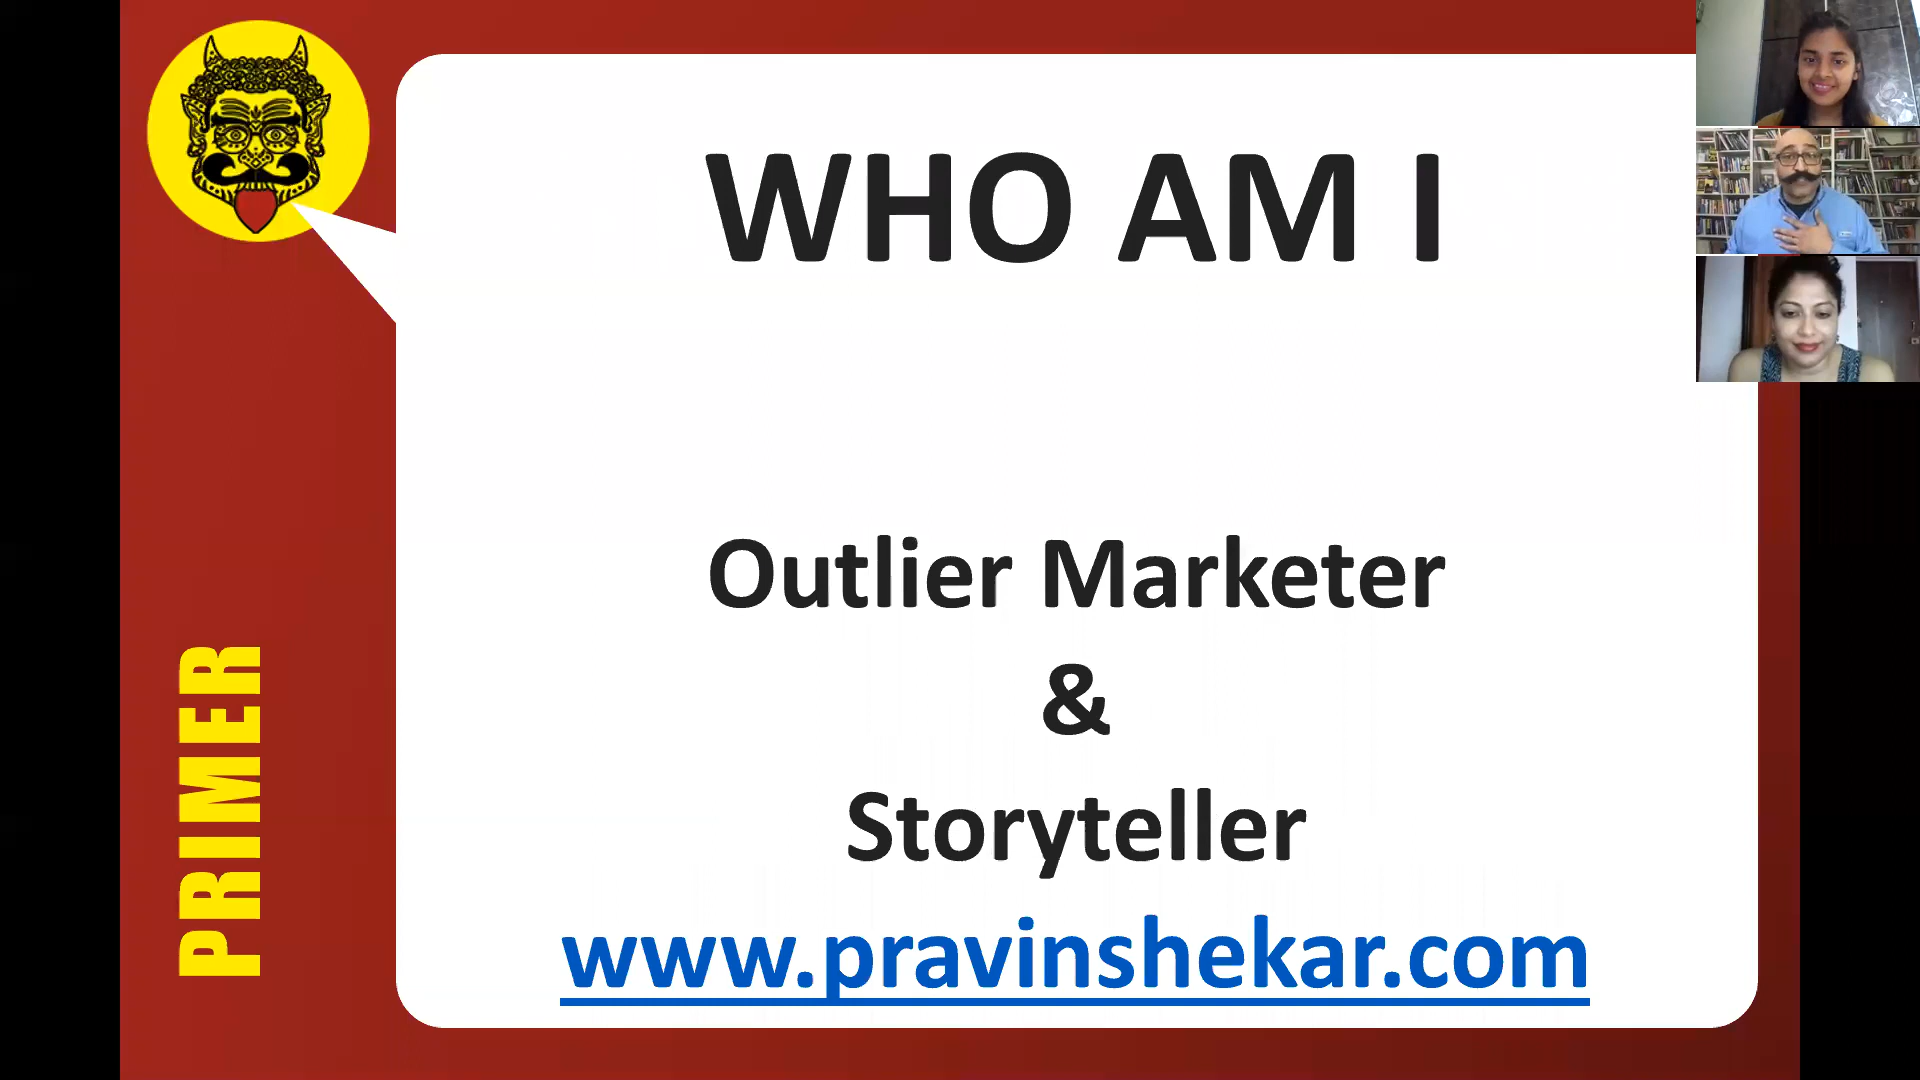 WHO AM I
Outlier Marketer
&
Storyteller
www.pravinshekar.com
PRIMER